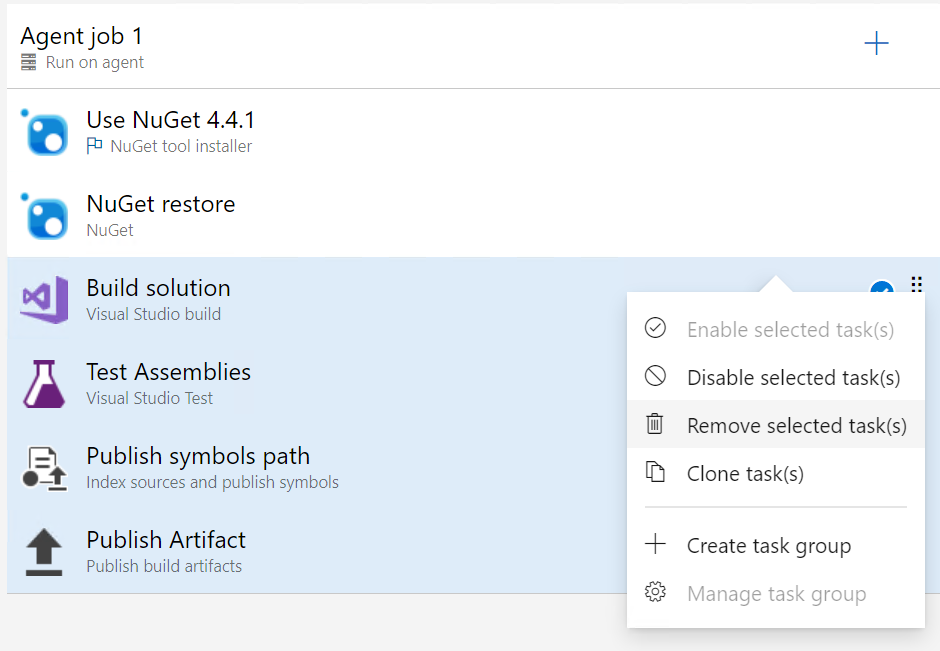 Agent job 1
Run on agent
Use NuGet 4.4.1
NuGet tool installer
NuGet restore
NuGet
Build solution
Visual Studio build
Test Assemblies
Visual Studio Test
Publish symbols path
Index sources and publish symbols
Publish Artifact
Publish build artifacts
Enable selected task(s)
Disable selected task(s)
Remove selected task(s)
Clone task(s)
Create task group
Manage task group